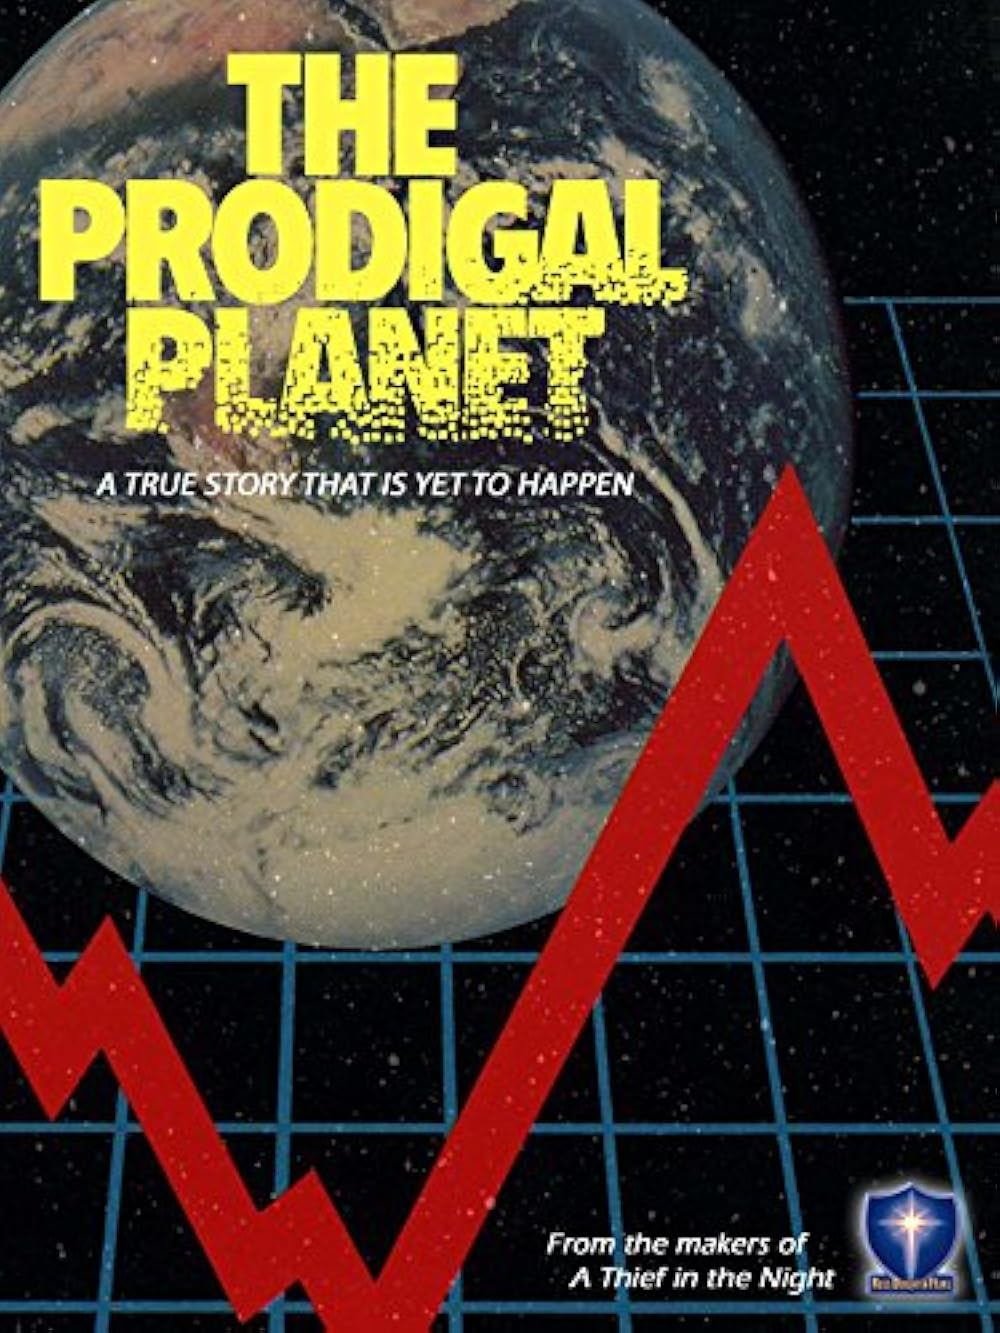 THE
PRODIGAL
PLANET
A TRUE STORY THAT IS YET TO HAPPEN
From the makers of
A Thief in the Night